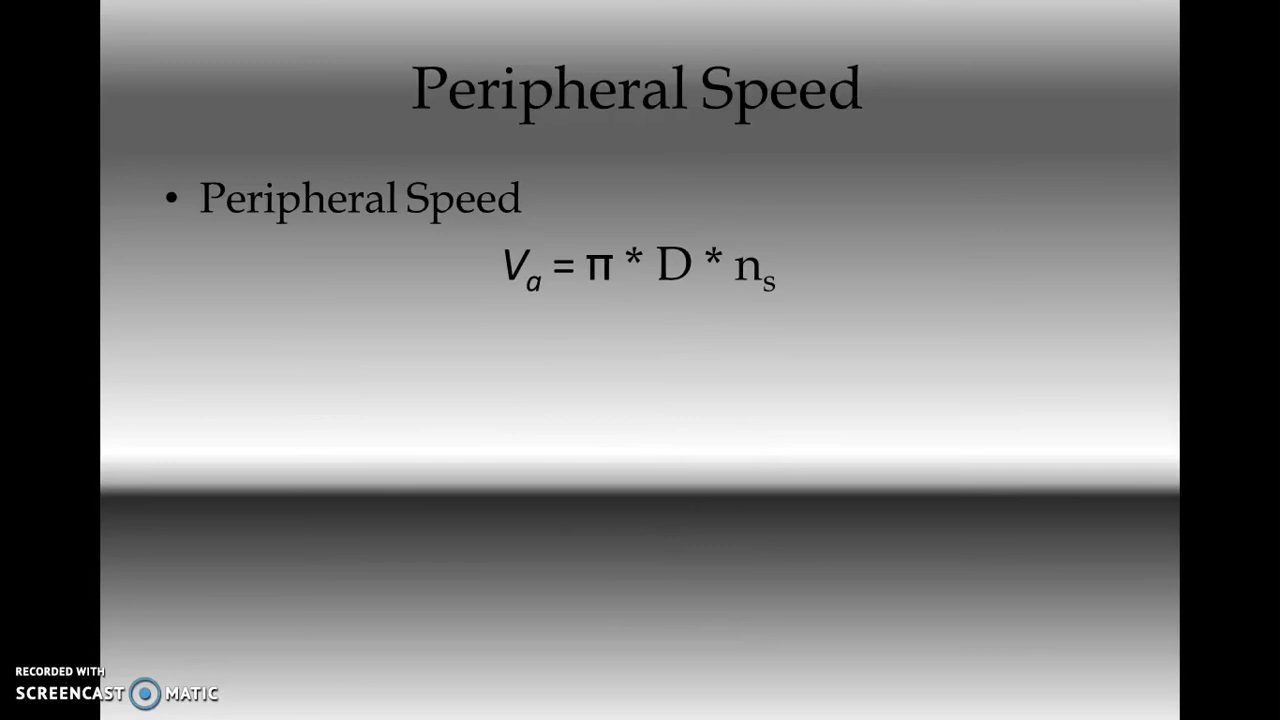 Peripheral Speed
• Peripheral Speed
Va = π * D * ns
RECORDED WITH
SCREENCAST MATIC